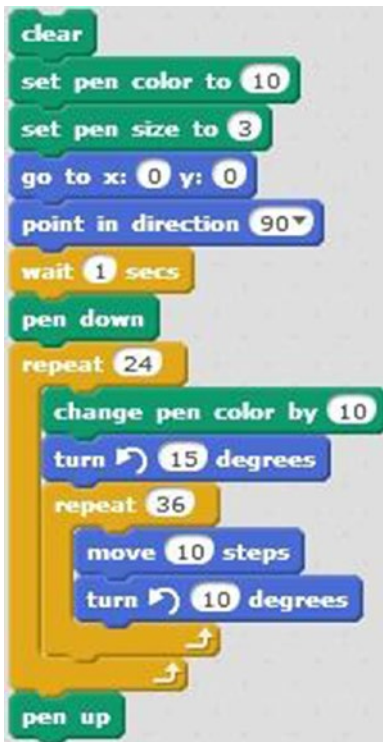 clear
set pen color to 10
set pen size to 3
go to x: 0 y: 0
point in direction 90
wait 1 secs
pen down
repeat 24
change pen color by 10
turn 15 degrees
repeat 36
move 10 steps
turn 10 degrees
pen up